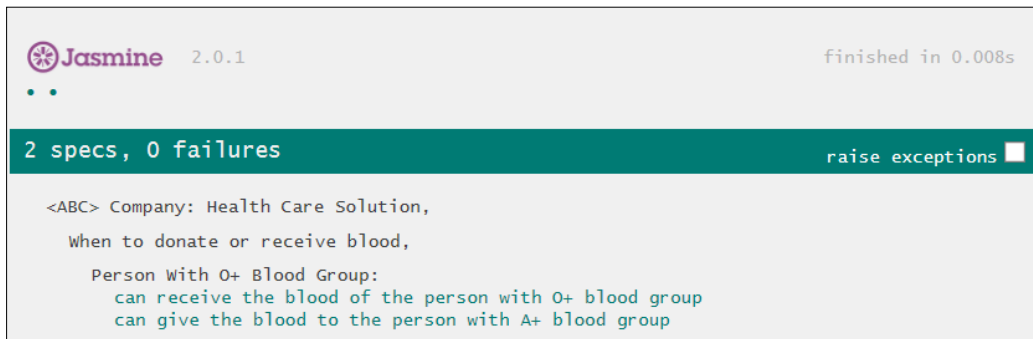 Jasmine 2.0.1 finished in 0.008s
2 specs, 0 failures raise exceptions
<ABC> Company: Health Care Solution,
When to donate or receive blood,
Person With O+ Blood Group:
can receive the blood of the person with O+ blood group
can give the blood to the person with A+ blood group